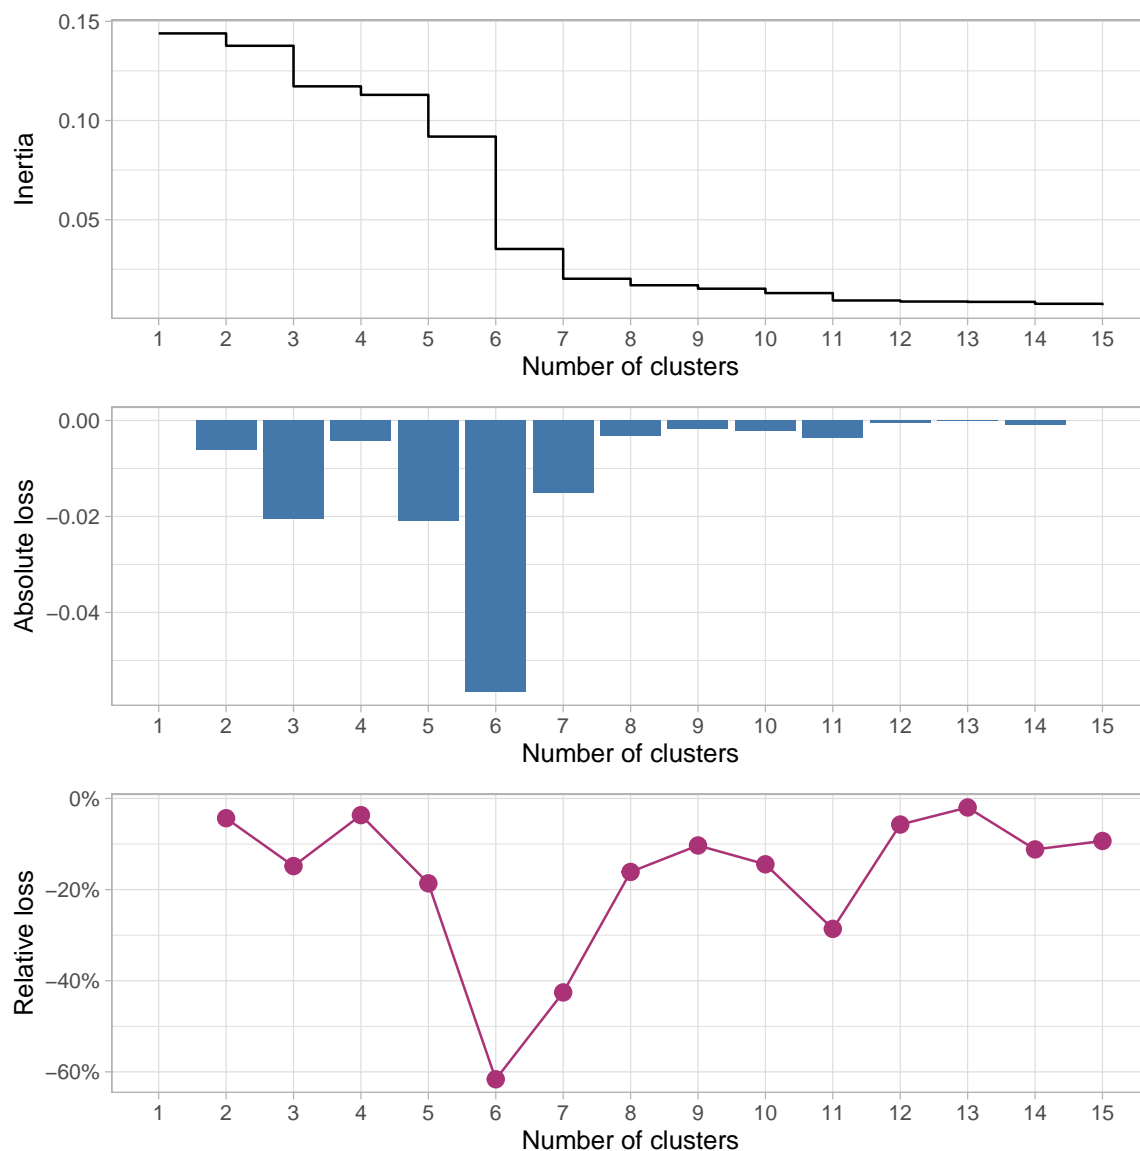 0.15
0.10
0.05
Inertia
1 2 3 4 5 6 7 8 9 10 11 12 13 14 15
Number of clusters
0.00
−0.02
−0.04
Absolute loss
1 2 3 4 5 6 7 8 9 10 11 12 13 14 15
Number of clusters
0%
−20%
−40%
−60%
Relative loss
1 2 3 4 5 6 7 8 9 10 11 12 13 14 15
Number of clusters